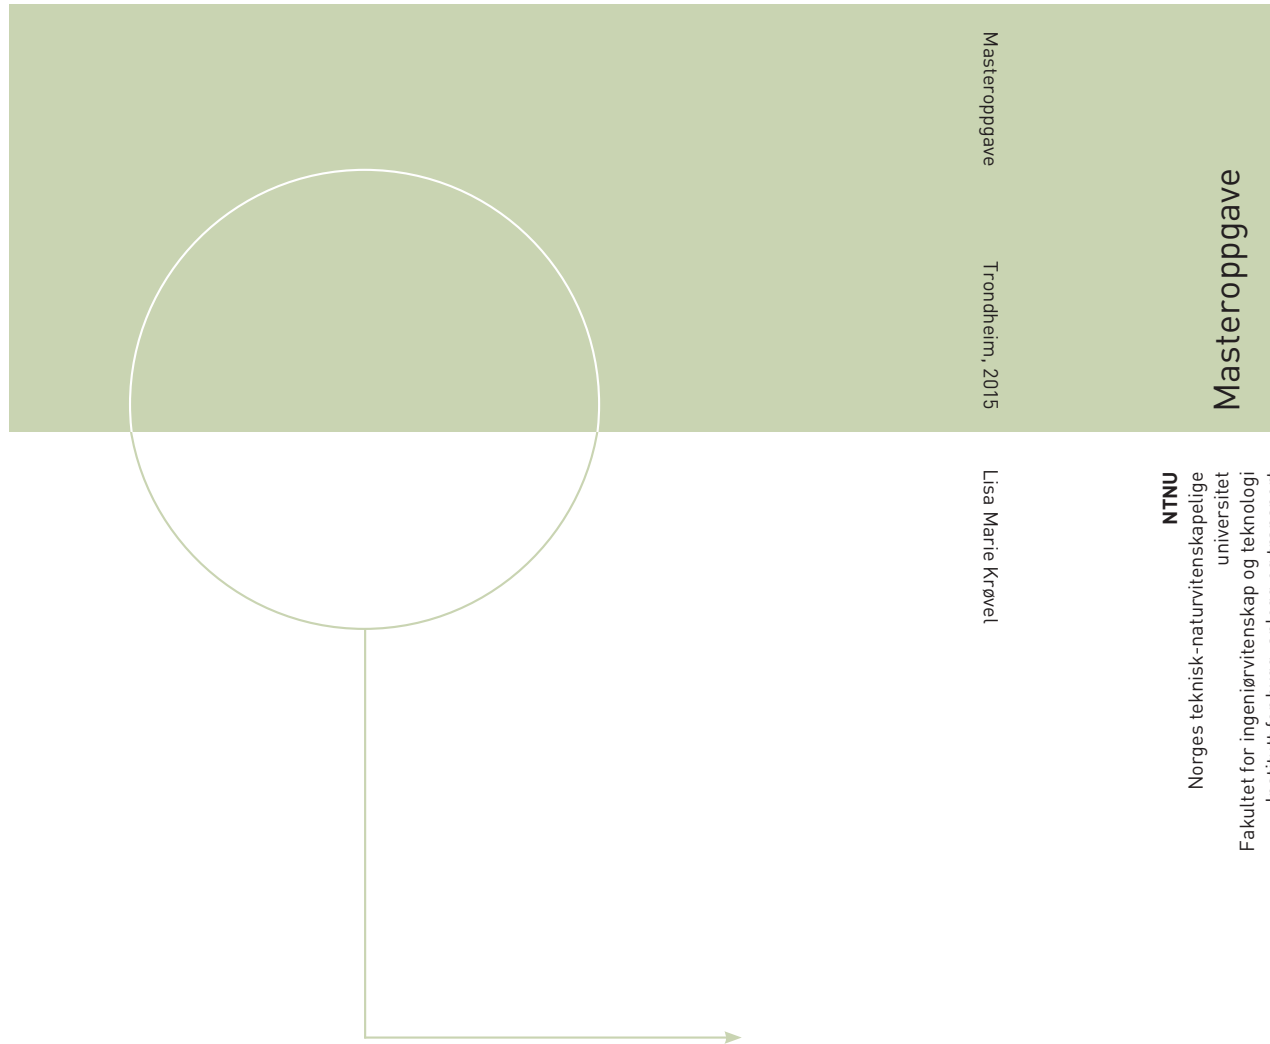 Masteroppgave
Trondheim, 2015
Lisa Marie Krøvel
Masteroppgave
NTNU
Norges teknisk-naturvitenskapelige
universitet
Fakultet for ingeniørvitenskap og teknologi